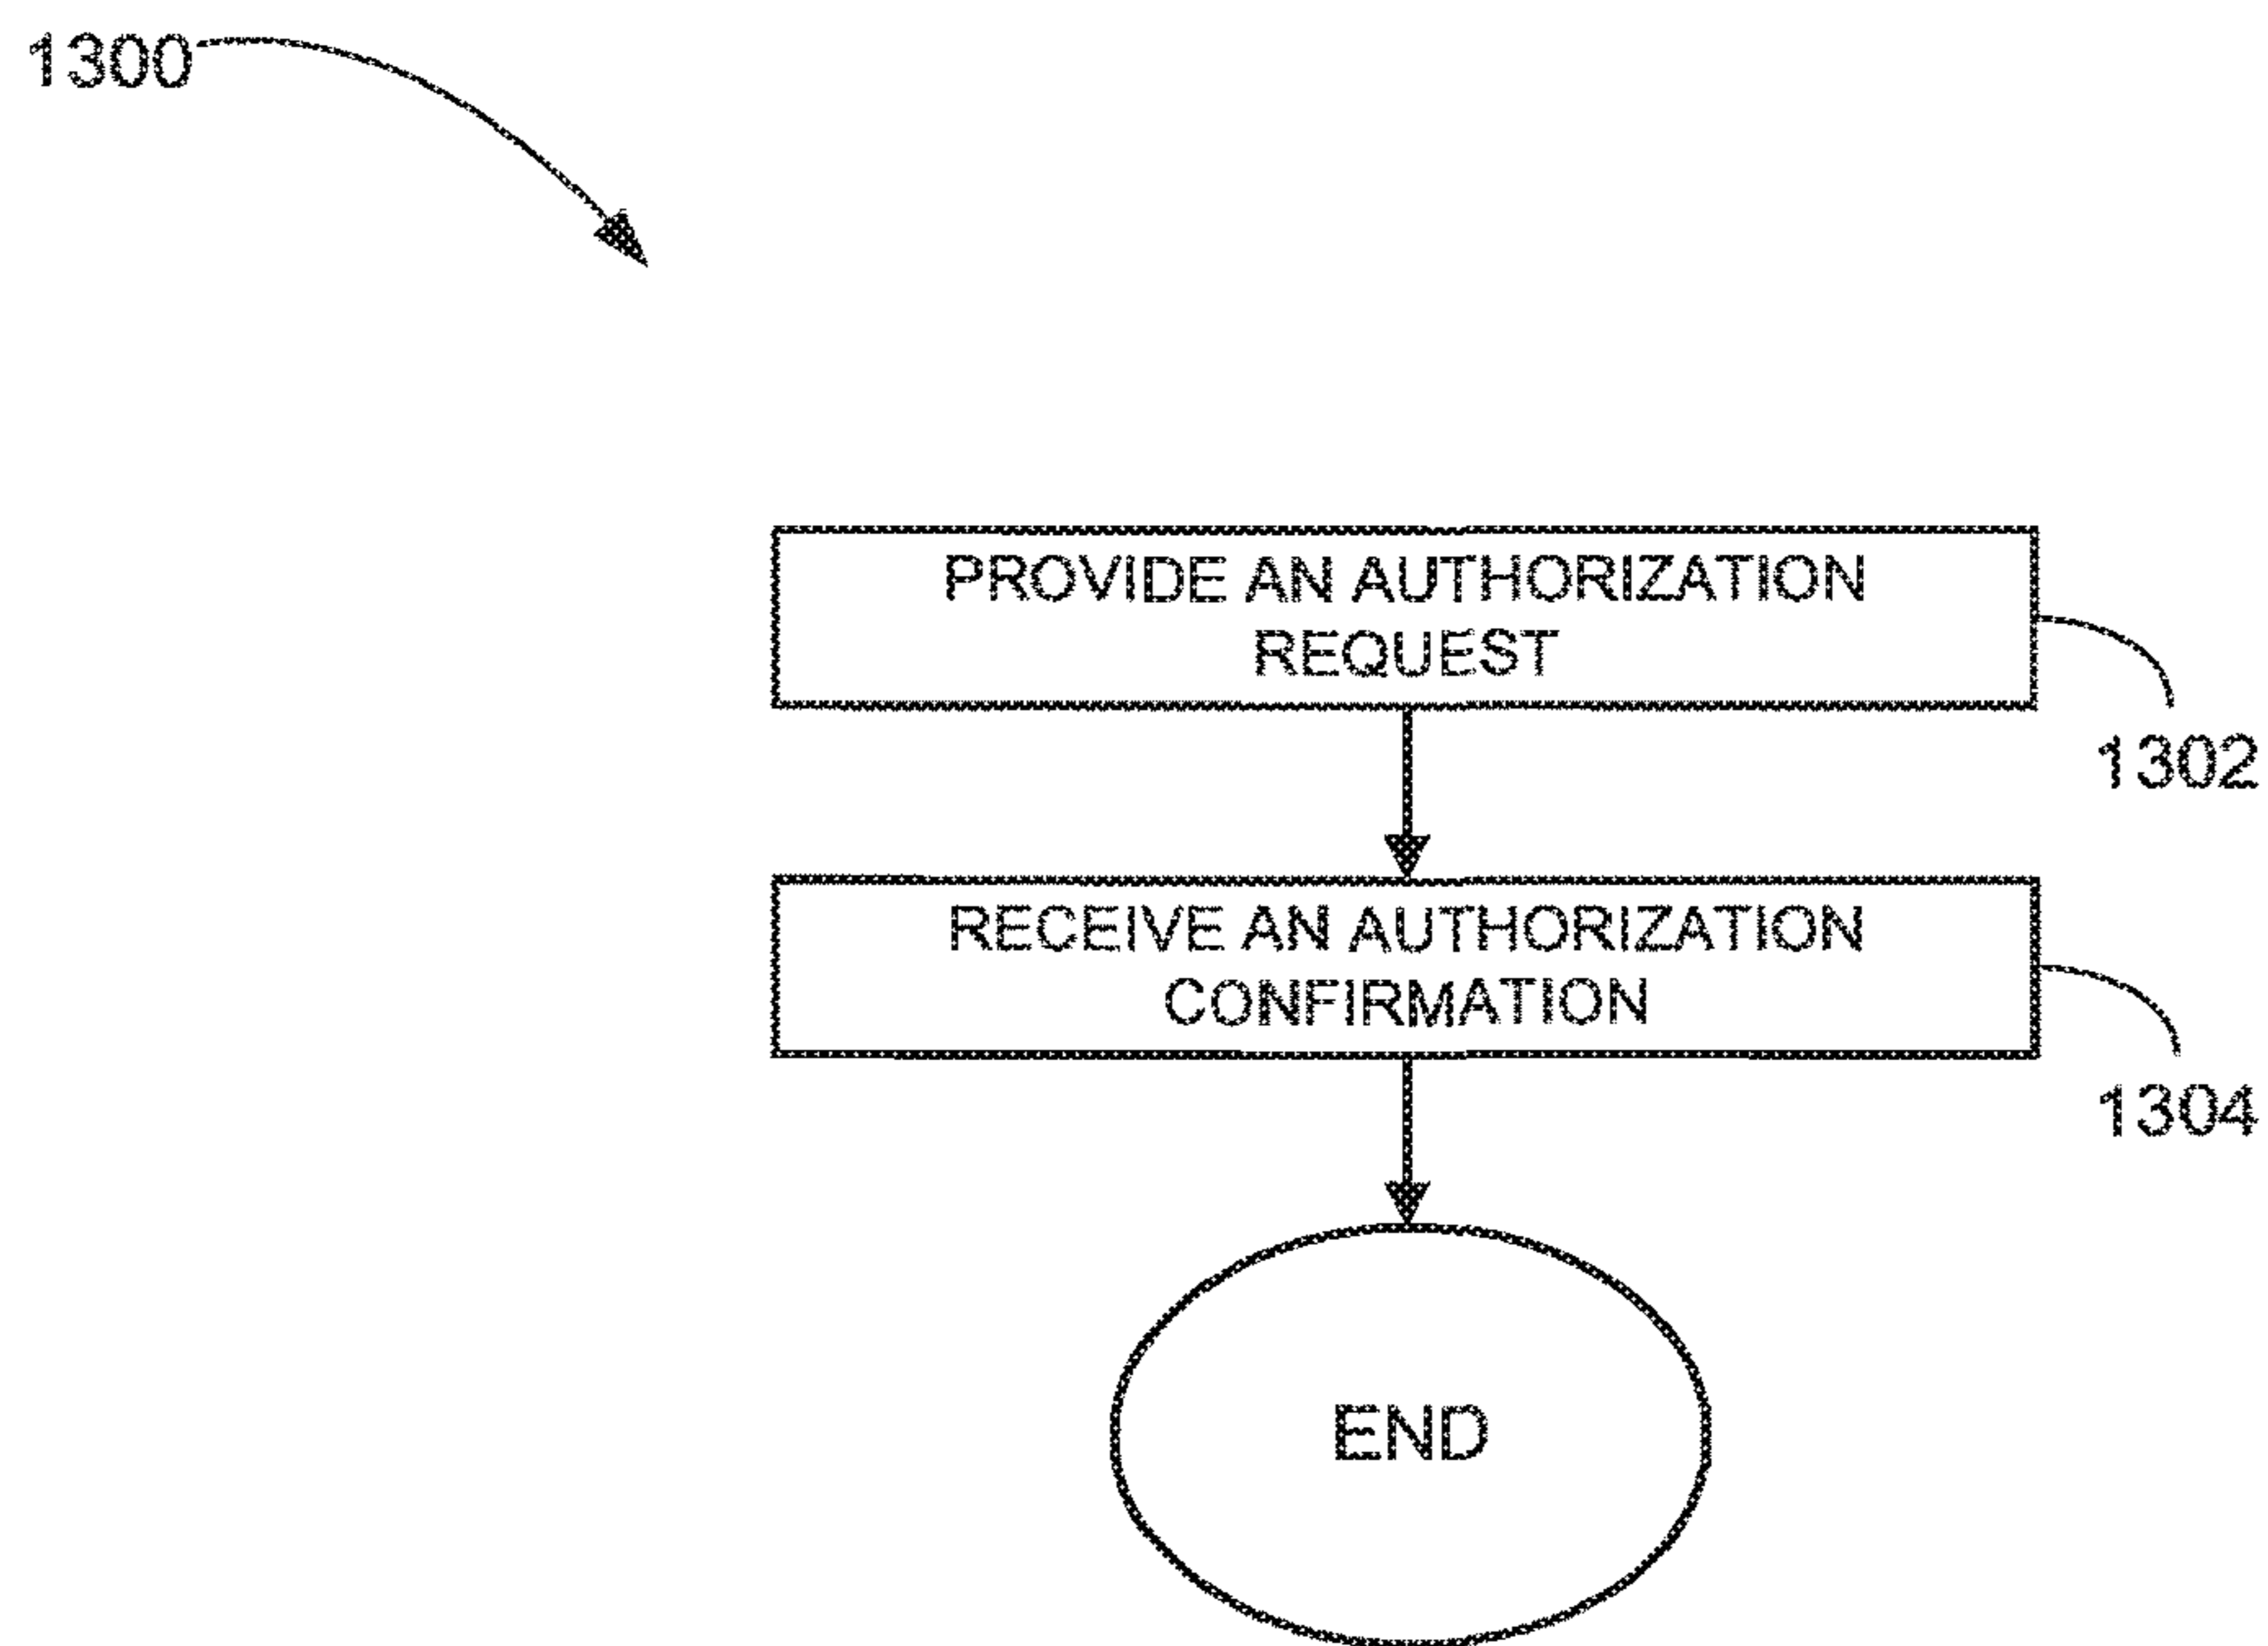 1300
PROVIDE AN AUTHORIZATION
REQUEST
1302
RECEIVE AN AUTHORIZATION
CONFIRMATION
1304
END